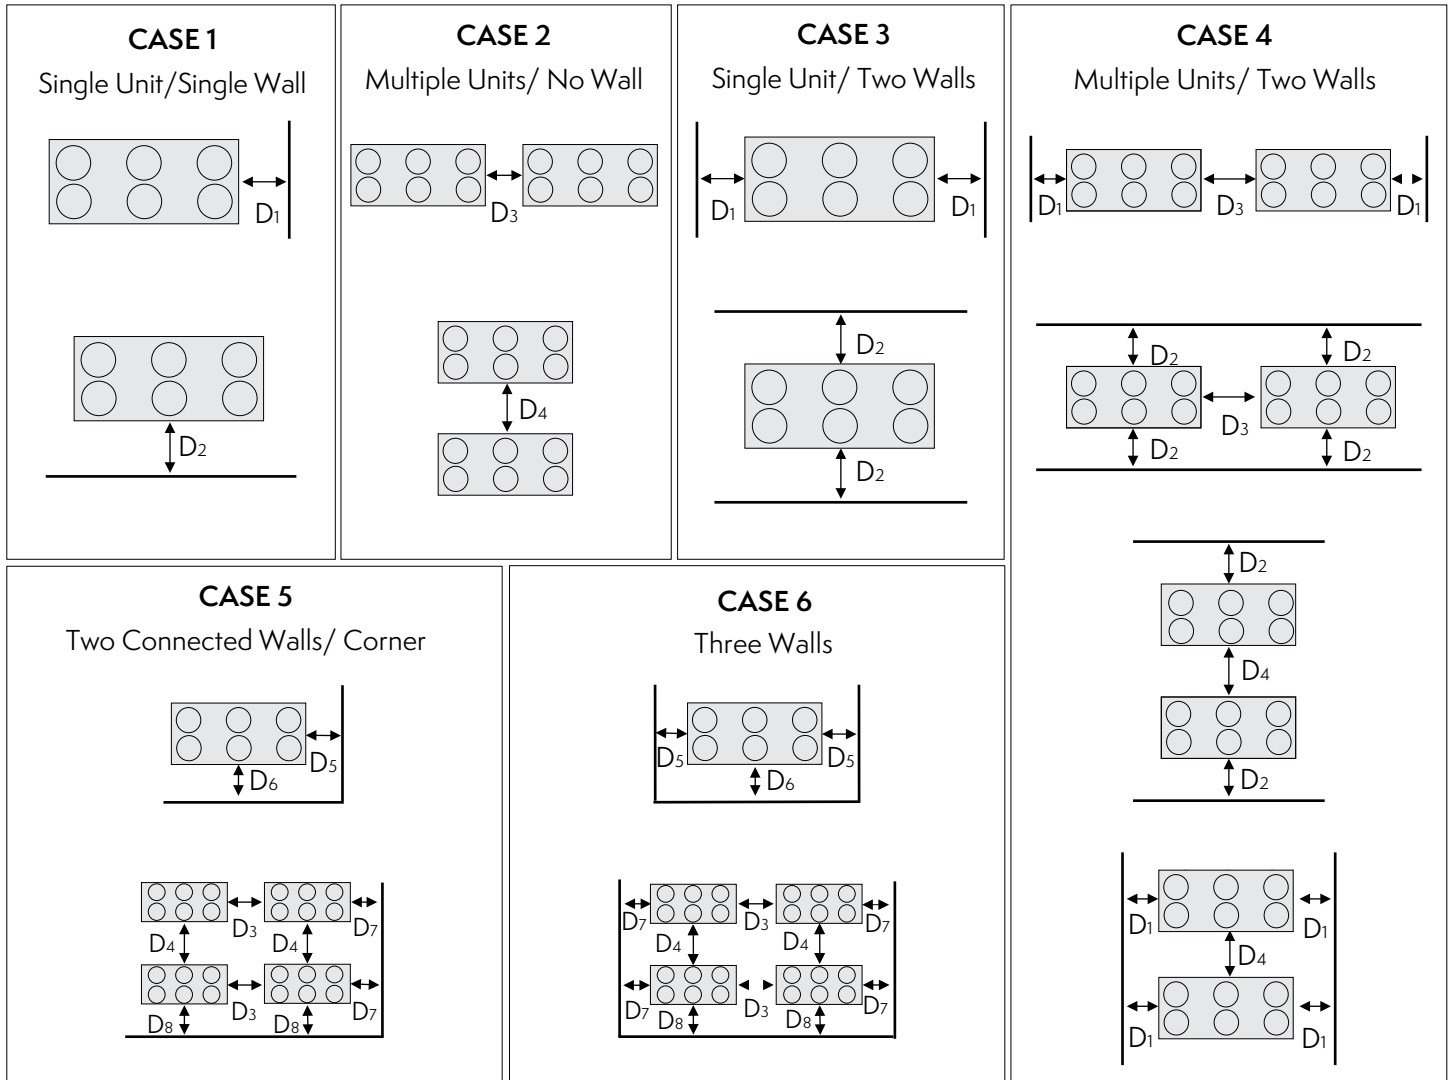 CASE 1
Single Unit/Single Wall
D1
D2
CASE 2
Multiple Units/ No Wall
D3
D4
CASE 3
Single Unit/ Two Walls
D1 D1
D2
D2
CASE 4
Multiple Units/ Two Walls
D1 D3 D1
D2 D2
D3
D2 D2
D2
D4
D2
D1 D1
D4
D1 D1
CASE 5
Two Connected Walls/ Corner
D5
D6
D3 D7
D4 D4
D3 D7
D8 D8
CASE 6
Three Walls
D5 D5
D6
D7 D3 D7
D4 D4
D7 D3 D7
D8 D8